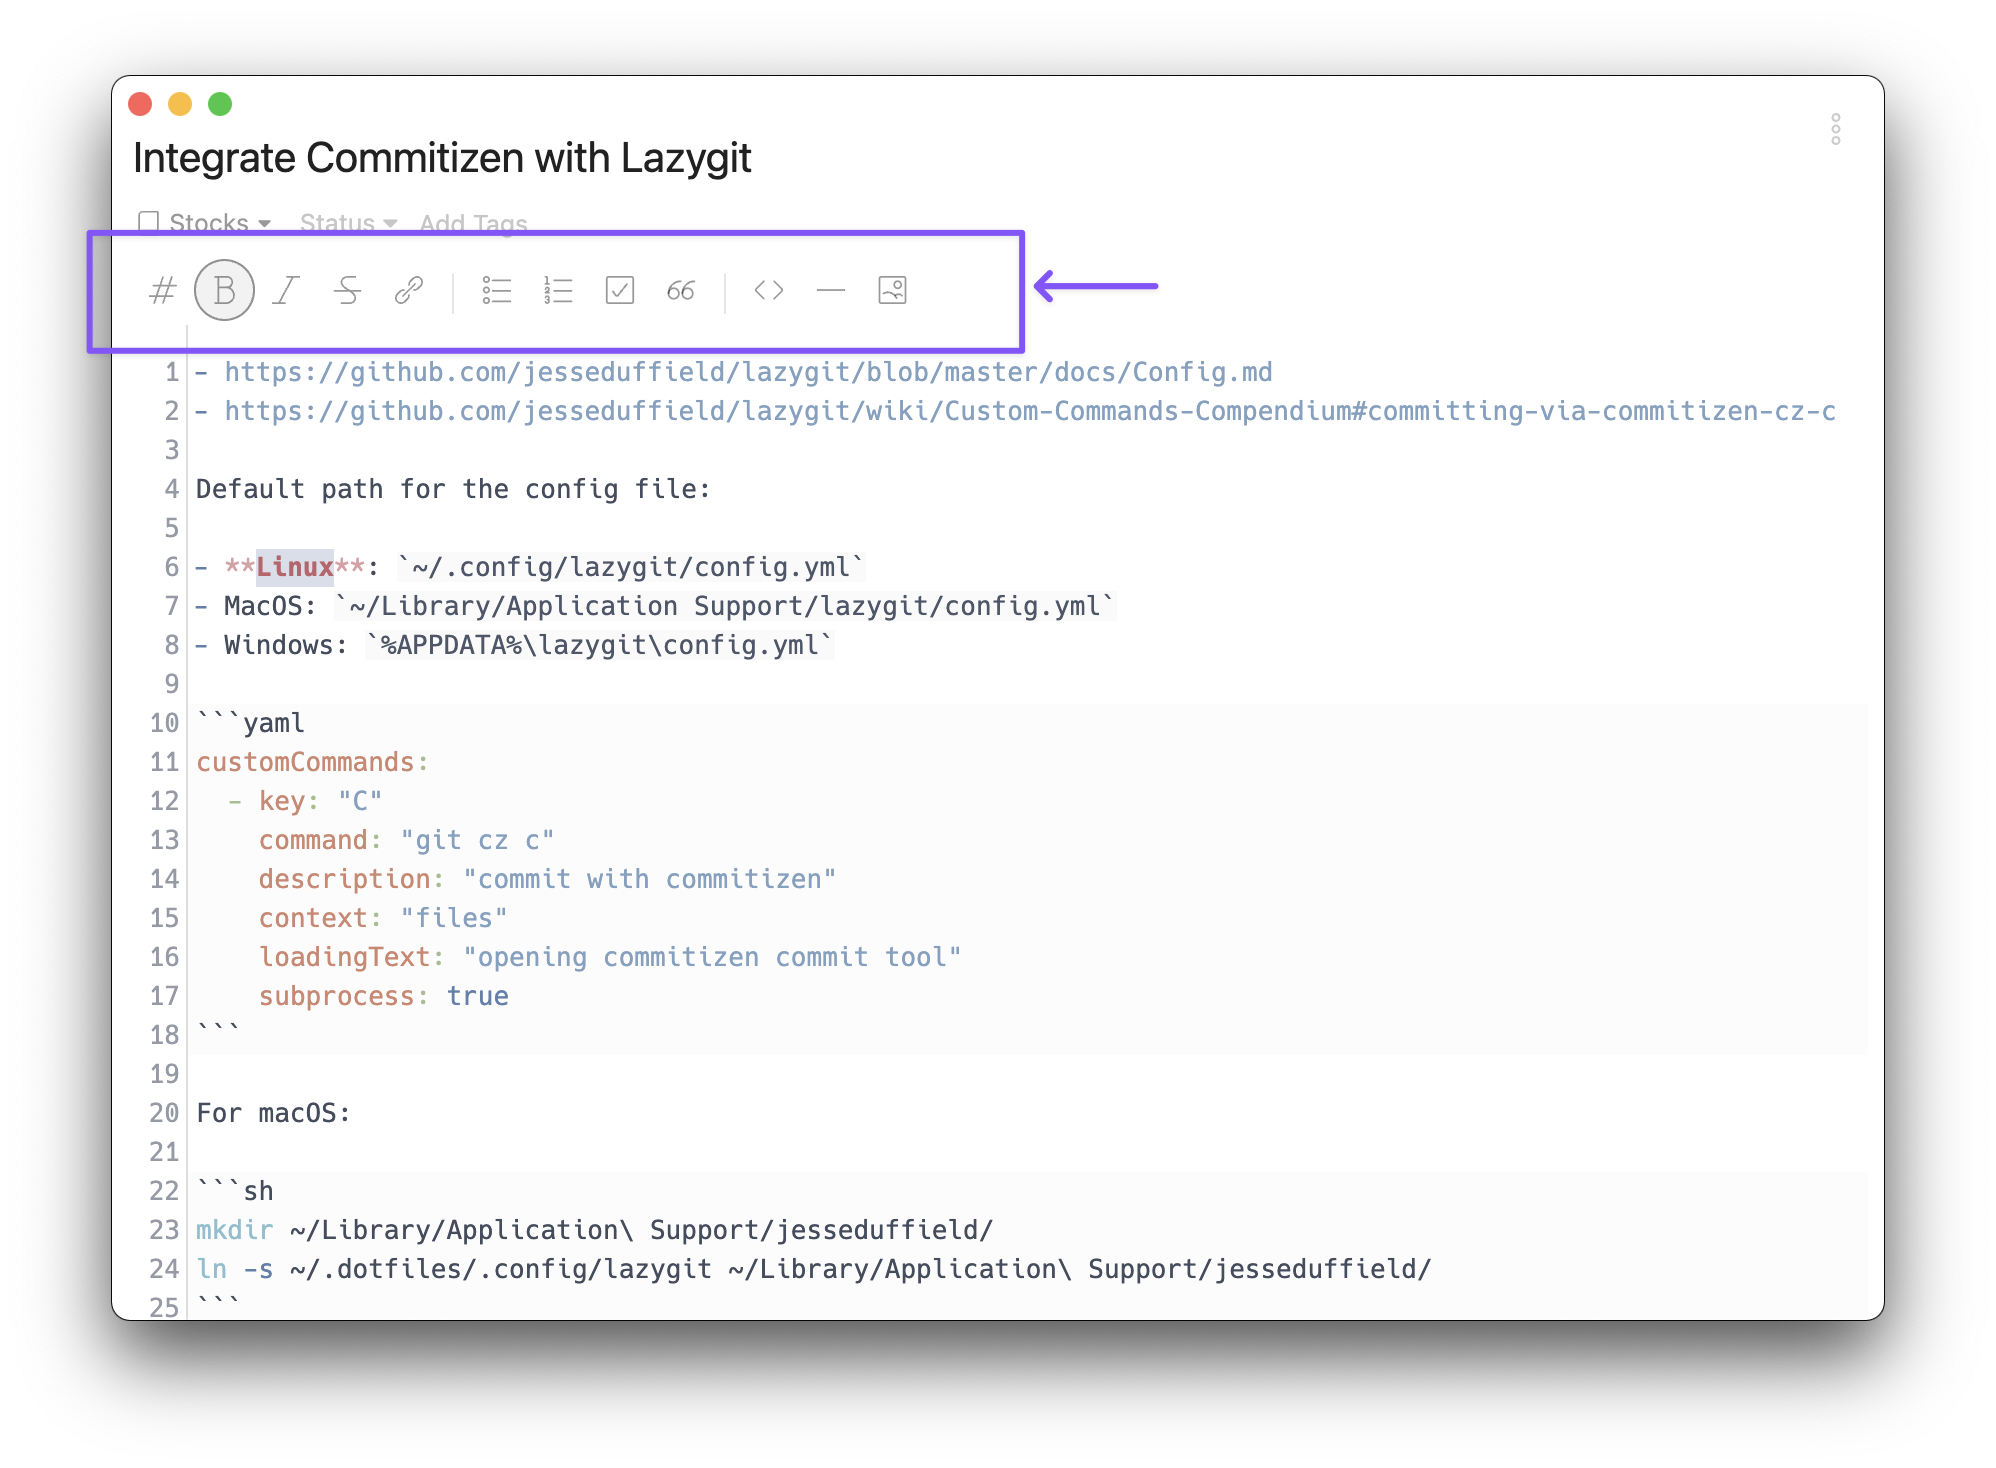 Integrate Commitizen with Lazygit
Stocks Status Add Tags
# B I S 66 <> —
1 - https://github.com/jesseduffield/lazygit/blob/master/docs/Config.md
2 - https://github.com/jesseduffield/lazygit/wiki/Custom-Commands-Compendium#committing-via-commitizen-cz-c
3
4 Default path for the config file:
5
6 - **Linux**: `~/.config/lazygit/config.yml`
7 - MacOS: `~/Library/Application Support/lazygit/config.yml`
8 - Windows: `%APPDATA%\lazygit\config.yml`
9
10 ```yaml
11 customCommands:
12   - key: "C"
13     command: "git cz c"
14     description: "commit with commitizen"
15     context: "files"
16     loadingText: "opening commitizen commit tool"
17     subprocess: true
18 ```
19
20 For macOS:
21
22 ```sh
23 mkdir ~/Library/Application\ Support/jesseduffield/
24 ln -s ~/.dotfiles/.config/lazygit ~/Library/Application\ Support/jesseduffield/
25 ```